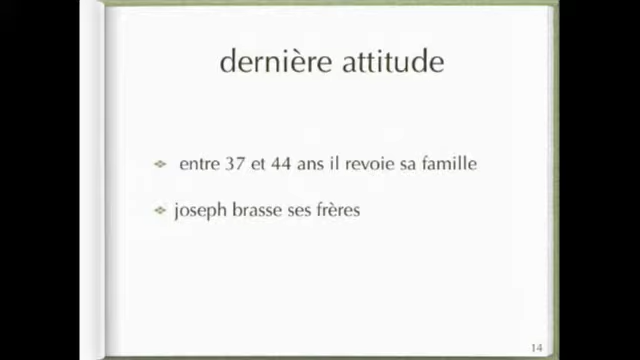 dernière attitude
entre 37 et 44 ans il revoie sa famille
joseph brasse ses frères
14